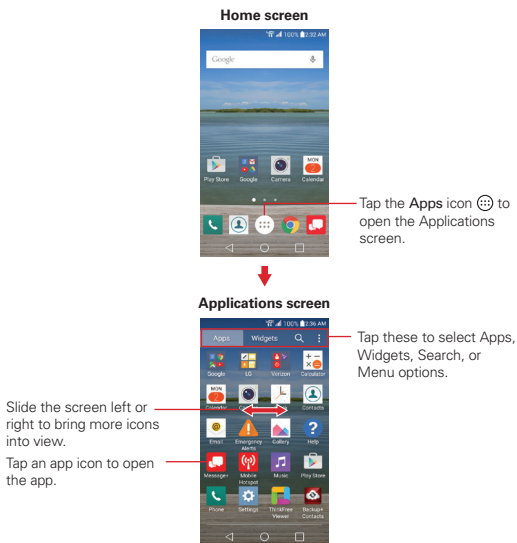 Home screen
100% 2:32 AM
Google
MON
2
Play Store Google Camera Calendar
Tap the Apps icon to
open the Applications
screen.
Applications screen
100% 2:36 AM
Apps Widgets
Tap these to select Apps,
Widgets, Search, or
Menu options.
Google LG Verizon Calculator
MON
2
Calendar Contacts
Slide the screen left or
right to bring more icons
into view.
Email Emergency Alerts Gallery Help
Tap an app icon to open
the app.
Message+ Mobile Hotspot Music Play Store
Phone Settings ThinkFree Viewer Backup+ Contacts